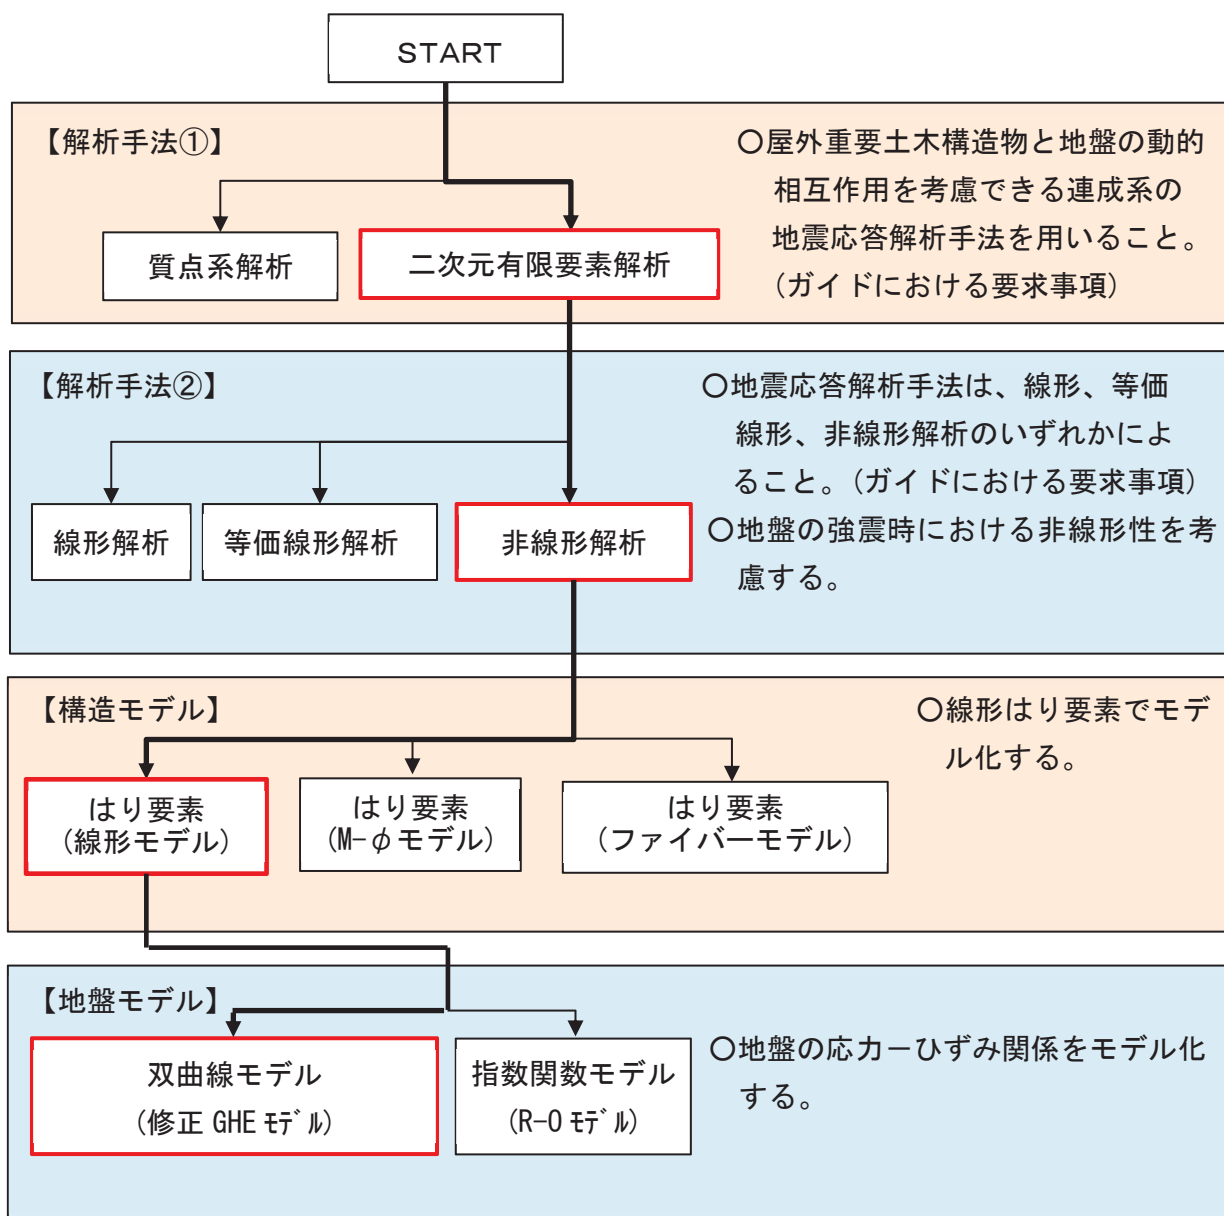 ＳＴＡＲＴ
【解析手法①】
〇屋外重要土木構造物と地盤の動的
相互作用を考慮できる連成系の
地震応答解析手法を用いること。
(ガイドにおける要求事項)
質点系解析
二次元有限要素解析
【解析手法②】
〇地震応答解析手法は、線形、等価
線形、非線形解析のいずれかによ
ること。(ガイドにおける要求事項)
〇地盤の強震時における非線形性を考
慮する。
線形解析
等価線形解析
非線形解析
【構造モデル】
〇線形はり要素でモデ
ル化する。
はり要素
(線形モデル)
はり要素
(M-φモデル)
はり要素
(ファイバーモデル)
【地盤モデル】
〇地盤の応力－ひずみ関係をモデル化
する。
双曲線モデル
(修正 GHE ﾓﾃﾞﾙ)
指数関数モデル
(R-O ﾓﾃﾞﾙ)